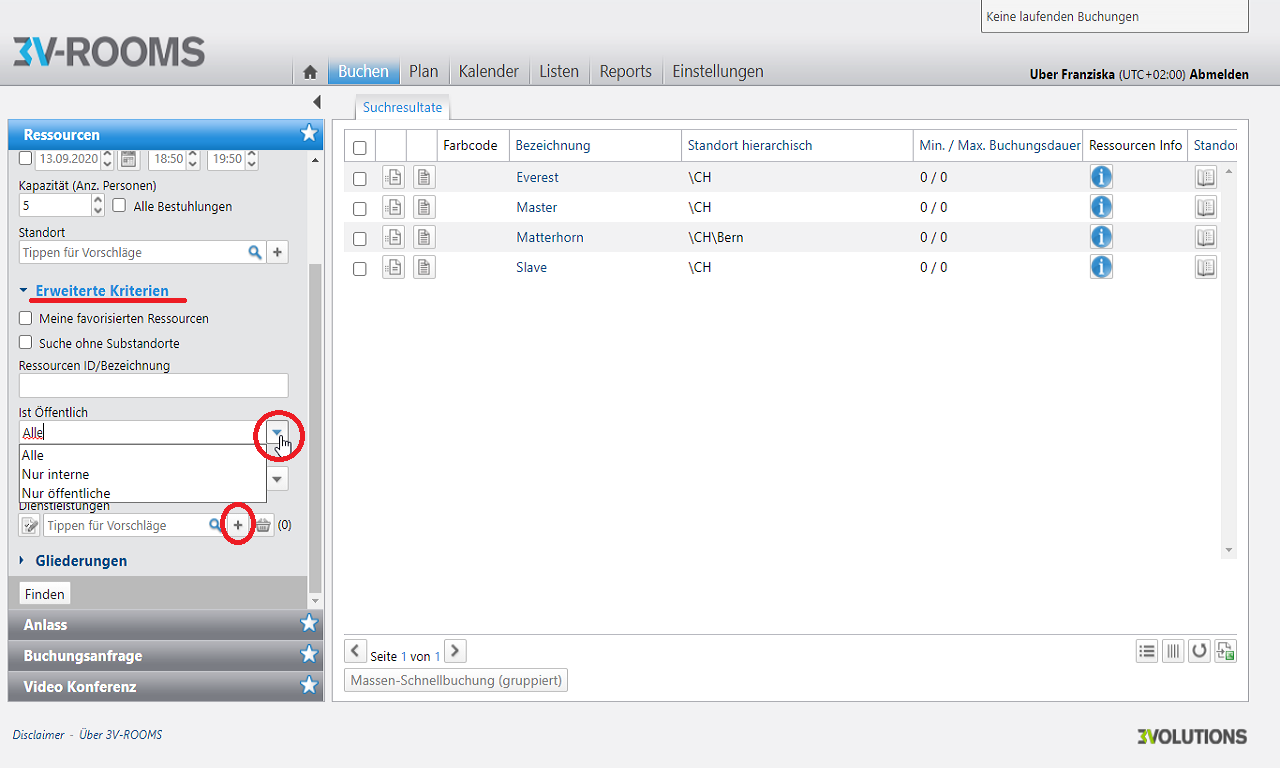 Keine laufenden Buchungen
3V-ROOMS
Buchen Plan Kalender Listen Reports Einstellungen
Uber Franziska (UTC+02:00) Abmelden
Suchresultate
Ressourcen
13.09.2020 18:50 19:50
Kapazität (Anz. Personen)
5 Alle Bestuhlungen
Standort
Tippen für Vorschläge +
Erweiterte Kriterien
Meine favorisierten Ressourcen
Suche ohne Substandorte
Ressourcen ID/Bezeichnung
Ist Öffentlich
Alle
Alle
Nur interne
Nur öffentliche
Dienstleistungen
Tippen für Vorschläge + (0)
Gliederungen
Finden
Anlass
Buchungsanfrage
Video Konferenz
Farbcode Bezeichnung Standort hierarchisch Min. / Max. Buchungsdauer Ressourcen Info Standor
Everest \CH 0 / 0
Master \CH 0 / 0
Matterhorn \CH\Bern 0 / 0
Slave \CH 0 / 0
Seite 1 von 1
Massen-Schnellbuchung (gruppiert)
Disclaimer - Über 3V-ROOMS
3VOLUTIONS